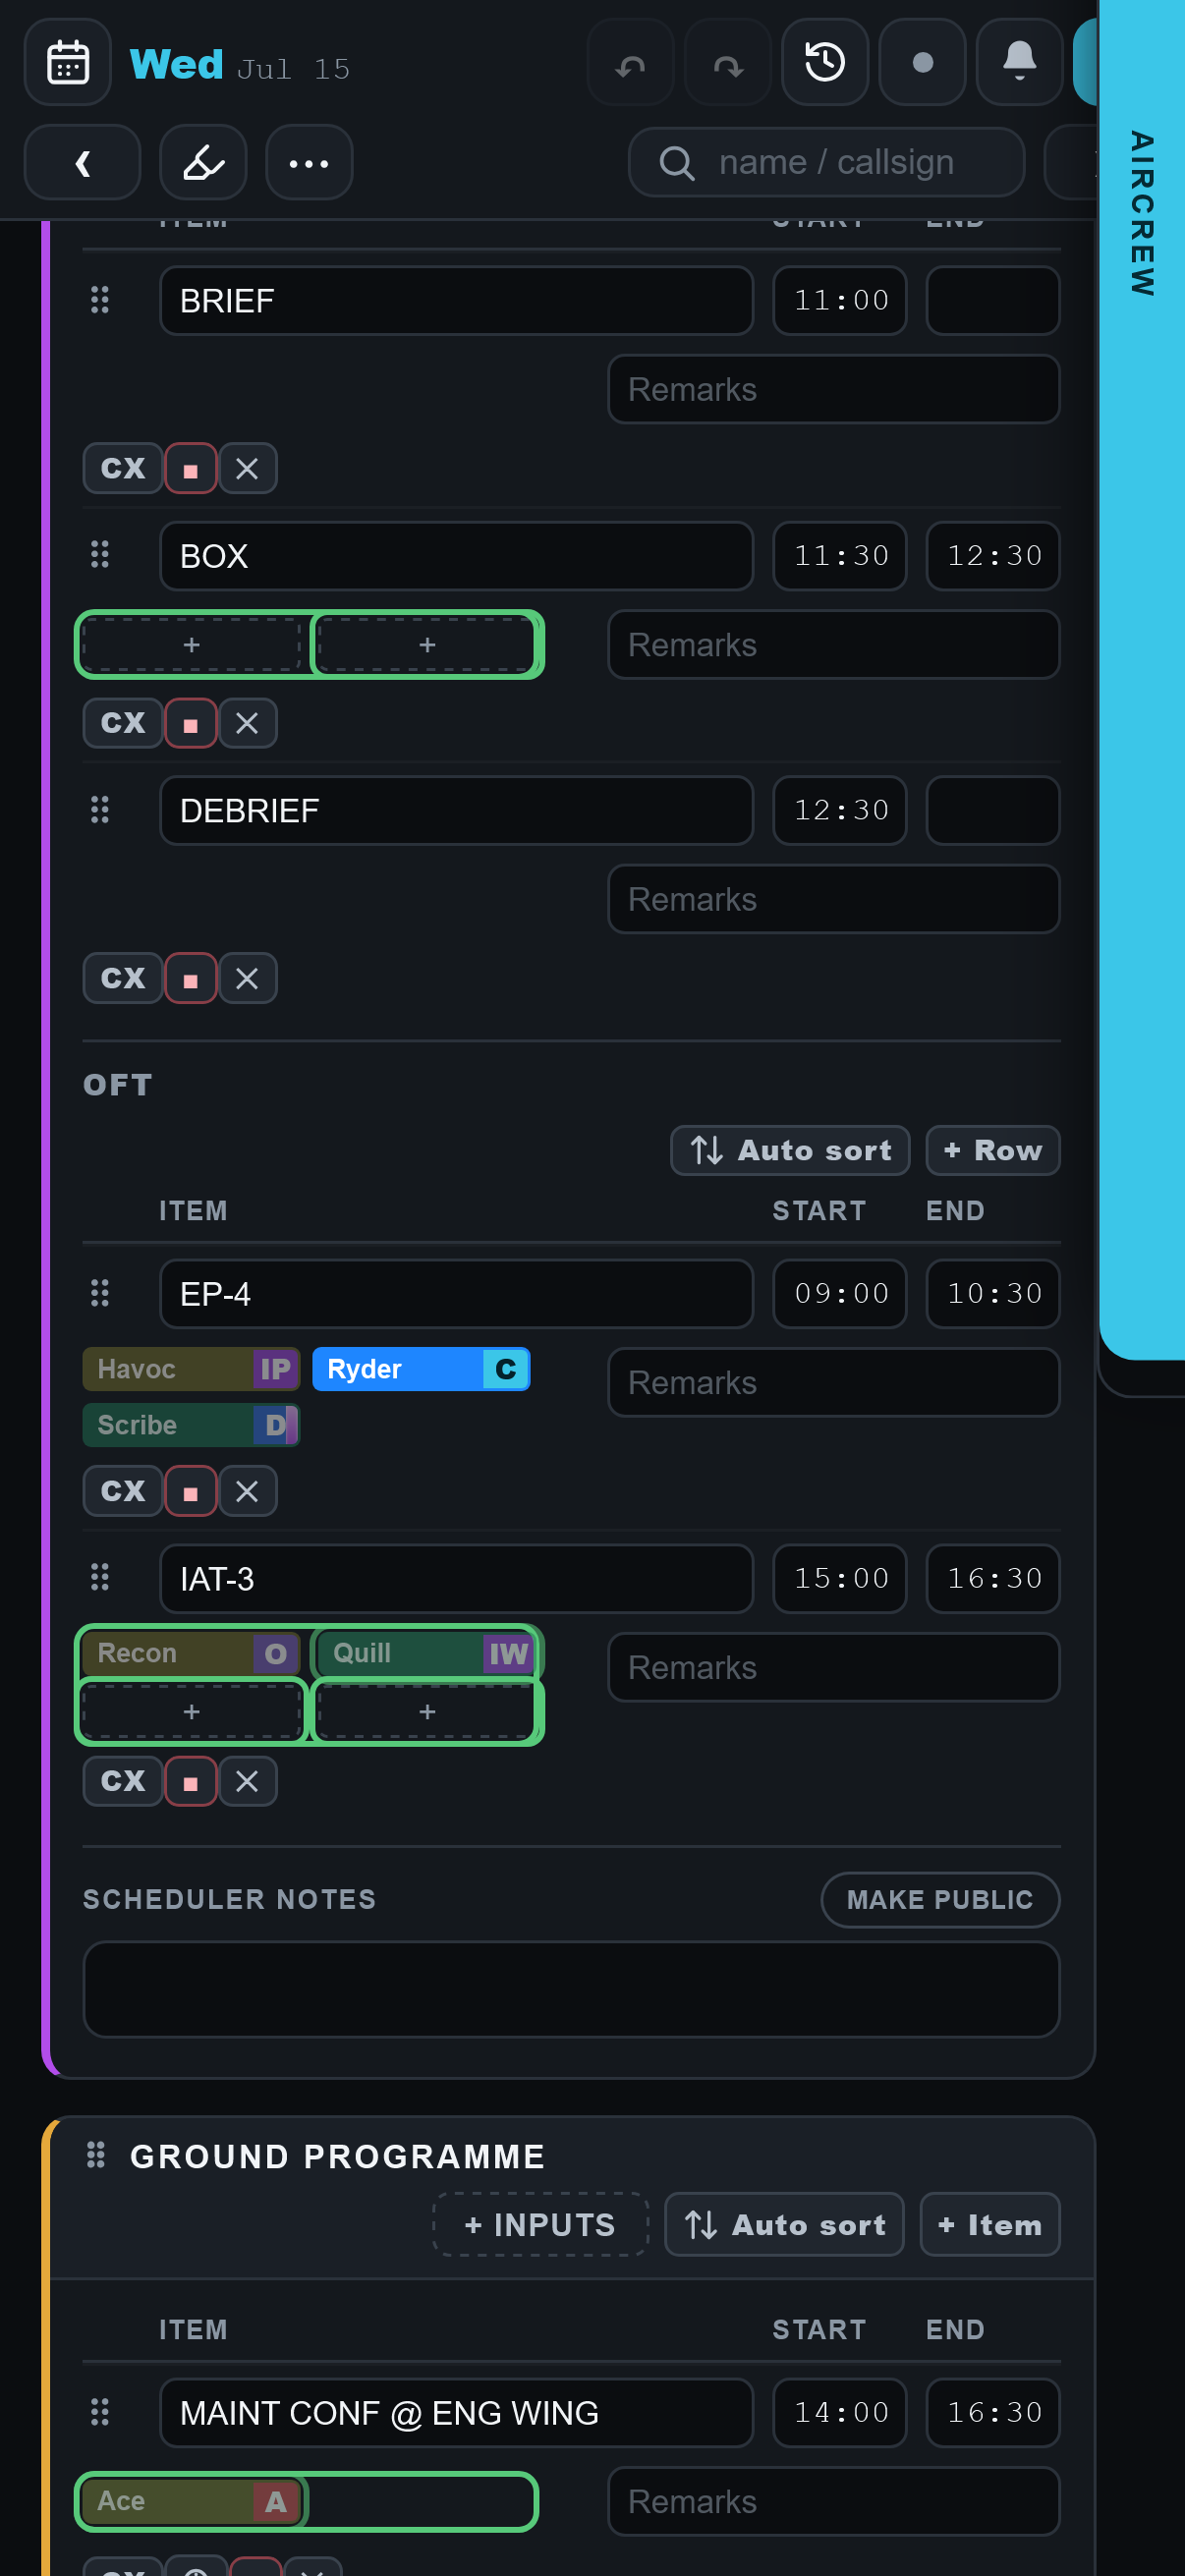 Wed Jul 15
name / callsign
AIRCREW
ITEM START END
BRIEF 11:00
Remarks
CX
BOX 11:30 12:30
+ + Remarks
CX
DEBRIEF 12:30
Remarks
CX
OFT
Auto sort + Row
ITEM START END
EP-4 09:00 10:30
Havoc IP Ryder C Remarks
Scribe D
CX
IAT-3 15:00 16:30
Recon O Quill IW Remarks
+ +
CX
SCHEDULER NOTES MAKE PUBLIC
GROUND PROGRAMME
+ INPUTS Auto sort + Item
ITEM START END
MAINT CONF @ ENG WING 14:00 16:30
Ace A Remarks
CX